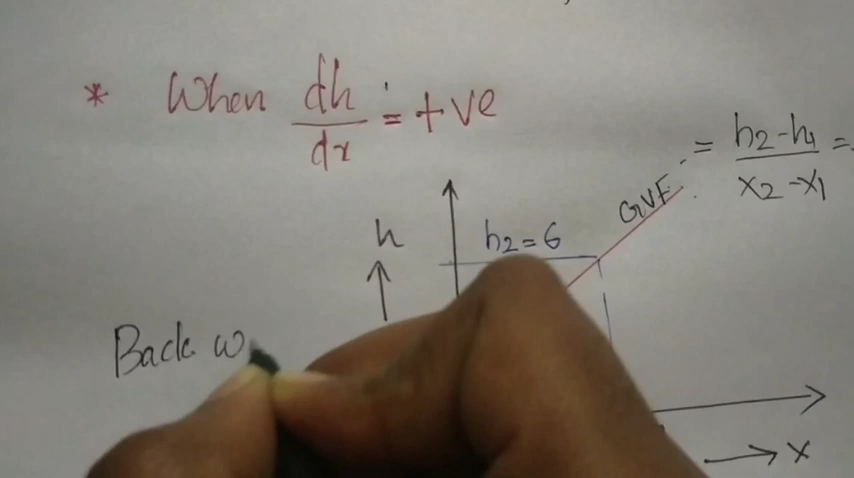 * When dh/dx = +ve
= h2-h1/x2-x1 =
GVF
h
h2=6
Back w
x